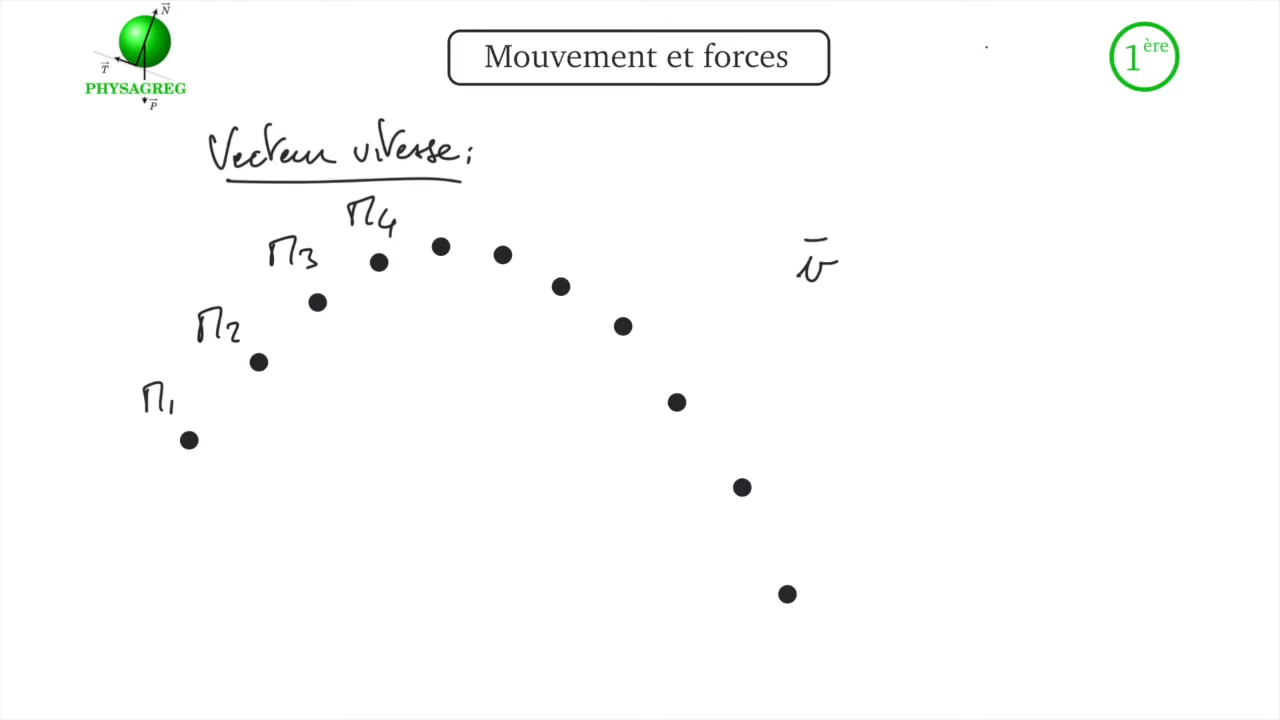 N⃗
T⃗
PHYSAGREG
P⃗
Mouvement et forces
1ère
Vecteur vitesse :
M4
M3
v̄
M2
M1